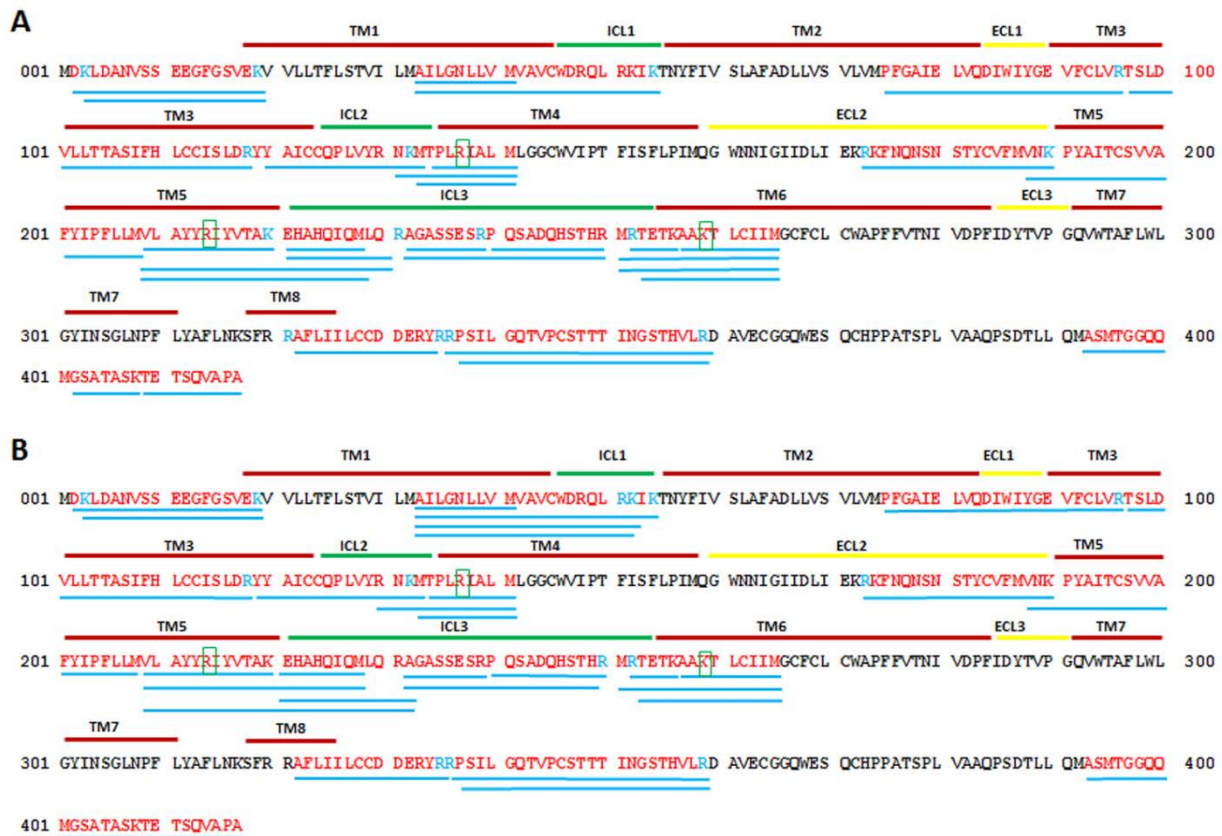 A
TM1 ICL1 TM2 ECL1 TM3
001 MDKLDANVSS EEGFGSVEKV VLLTFLSTVI LMAILGNLLV MVAVCWDRQL RKIKTNYFIV SLAFADLLVS VLVMPFGAIE LVQDIWIYGE VFCLVRTSLD 100
TM3 ICL2 TM4 ECL2 TM5
101 VLLTTASIFH LCCISLDRYY AICCQPLVYR NKMTPLRIAL MLGGCWVIPT FISFLPIMQG WNNIGIIDLI EKRKFNQNSN STYCVFMVNK PYAITCSVVA 200
TM5 ICL3 TM6 ECL3 TM7
201 FYIPFLLMVL AYYRIYVTAK EHAHQIQMLQ RAGASSESRP QSADQHSTHR MRTETKAAKT LCIIMGCFCL CWAPFFVTNI VDPFIDYTVP GQVWTAFLWL 300
TM7 TM8
301 GYINSGLNPF LYAFLNKSFR RAFLIILCCD DERYRRPSIL GQTVPCSTTT INGSTHVLRD AVECGGQWES QCHPPATSPL VAAQPSDTLL QMASMTGGQQ 400
401 MGSATASKTE TSQVAPA
B
TM1 ICL1 TM2 ECL1 TM3
001 MDKLDANVSS EEGFGSVEKV VLLTFLSTVI LMAILGNLLV MVAVCWDRQL RKIKTNYFIV SLAFADLLVS VLVMPFGAIE LVQDIWIYGE VFCLVRTSLD 100
TM3 ICL2 TM4 ECL2 TM5
101 VLLTTASIFH LCCISLDRYY AICCQPLVYR NKMTPLRIAL MLGGCWVIPT FISFLPIMQG WNNIGIIDLI EKRKFNQNSN STYCVFMVNK PYAITCSVVA 200
TM5 ICL3 TM6 ECL3 TM7
201 FYIPFLLMVL AYYRIYVTAK EHAHQIQMLQ RAGASSESRP QSADQHSTHR MRTETKAAKT LCIIMGCFCL CWAPFFVTNI VDPFIDYTVP GQVWTAFLWL 300
TM7 TM8
301 GYINSGLNPF LYAFLNKSFR RAFLIILCCD DERYRRPSIL GQTVPCSTTT INGSTHVLRD AVECGGQWES QCHPPATSPL VAAQPSDTLL QMASMTGGQQ 400
401 MGSATASKTE TSQVAPA